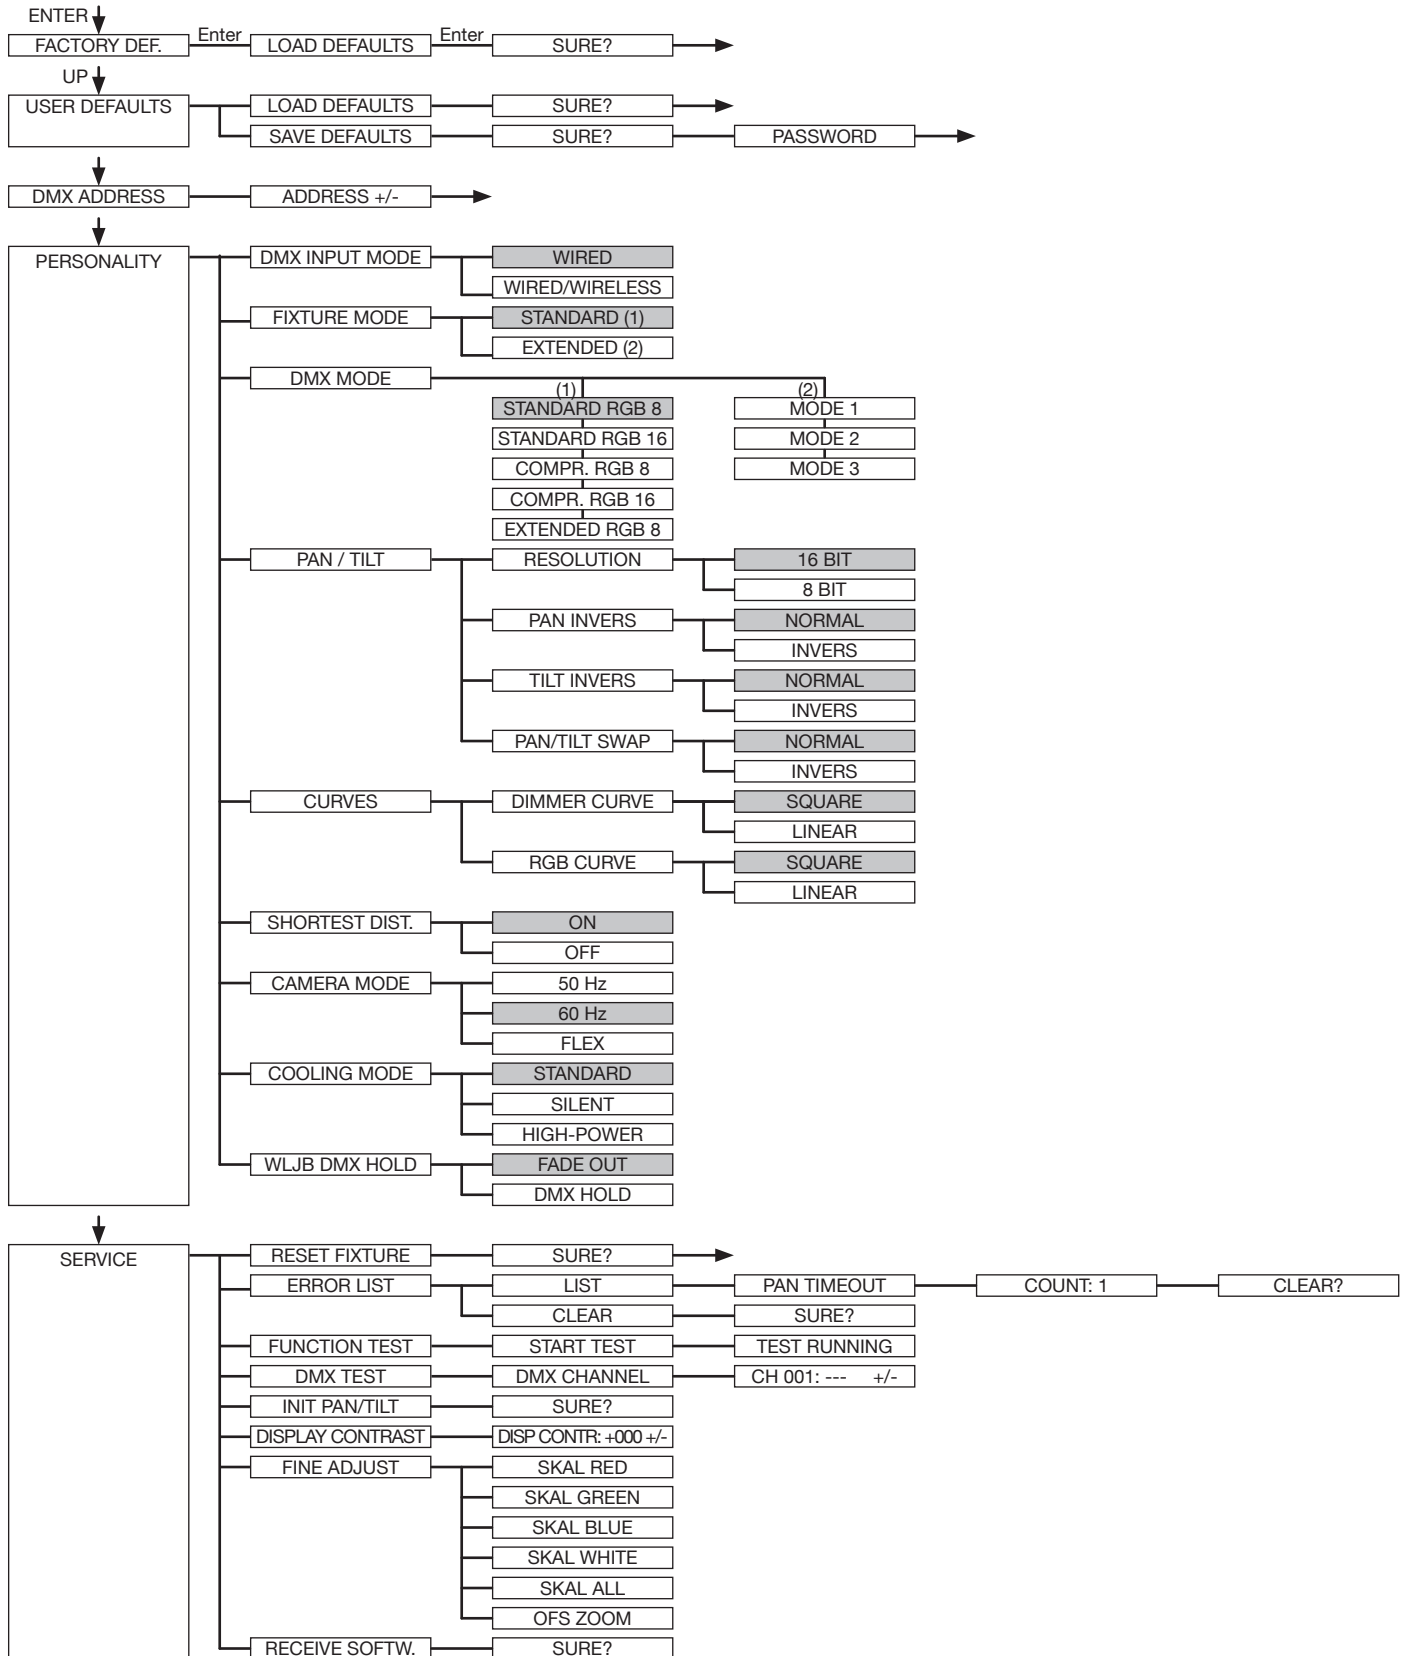 ENTER
FACTORY DEF. Enter LOAD DEFAULTS Enter SURE?
UP
USER DEFAULTS LOAD DEFAULTS SURE?
SAVE DEFAULTS SURE? PASSWORD
DMX ADDRESS ADDRESS +/-
PERSONALITY DMX INPUT MODE WIRED
WIRED/WIRELESS
FIXTURE MODE STANDARD (1)
EXTENDED (2)
DMX MODE
(1) (2)
STANDARD RGB 8 MODE 1
STANDARD RGB 16 MODE 2
COMPR. RGB 8 MODE 3
COMPR. RGB 16
EXTENDED RGB 8
PAN / TILT RESOLUTION 16 BIT
8 BIT
PAN INVERS NORMAL
INVERS
TILT INVERS NORMAL
INVERS
PAN/TILT SWAP NORMAL
INVERS
CURVES DIMMER CURVE SQUARE
LINEAR
RGB CURVE SQUARE
LINEAR
SHORTEST DIST. ON
OFF
CAMERA MODE 50 Hz
60 Hz
FLEX
COOLING MODE STANDARD
SILENT
HIGH-POWER
WLJB DMX HOLD FADE OUT
DMX HOLD
SERVICE RESET FIXTURE SURE?
ERROR LIST LIST PAN TIMEOUT COUNT: 1 CLEAR?
CLEAR SURE?
FUNCTION TEST START TEST TEST RUNNING
DMX TEST DMX CHANNEL CH 001: --- +/-
INIT PAN/TILT SURE?
DISPLAY CONTRAST DISP CONTR: +000 +/-
FINE ADJUST SKAL RED
SKAL GREEN
SKAL BLUE
SKAL WHITE
SKAL ALL
OFS ZOOM
RECEIVE SOFTW. SURE?